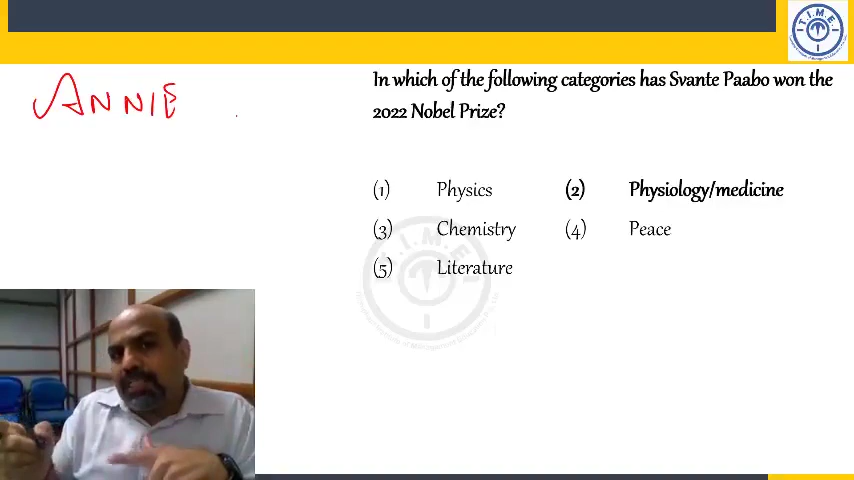 T.I.M.E.
ANNIE
In which of the following categories has Svante Paabo won the
2022 Nobel Prize?
(1) Physics (2) Physiology/medicine
(3) Chemistry (4) Peace
(5) Literature
T.I.M.E.